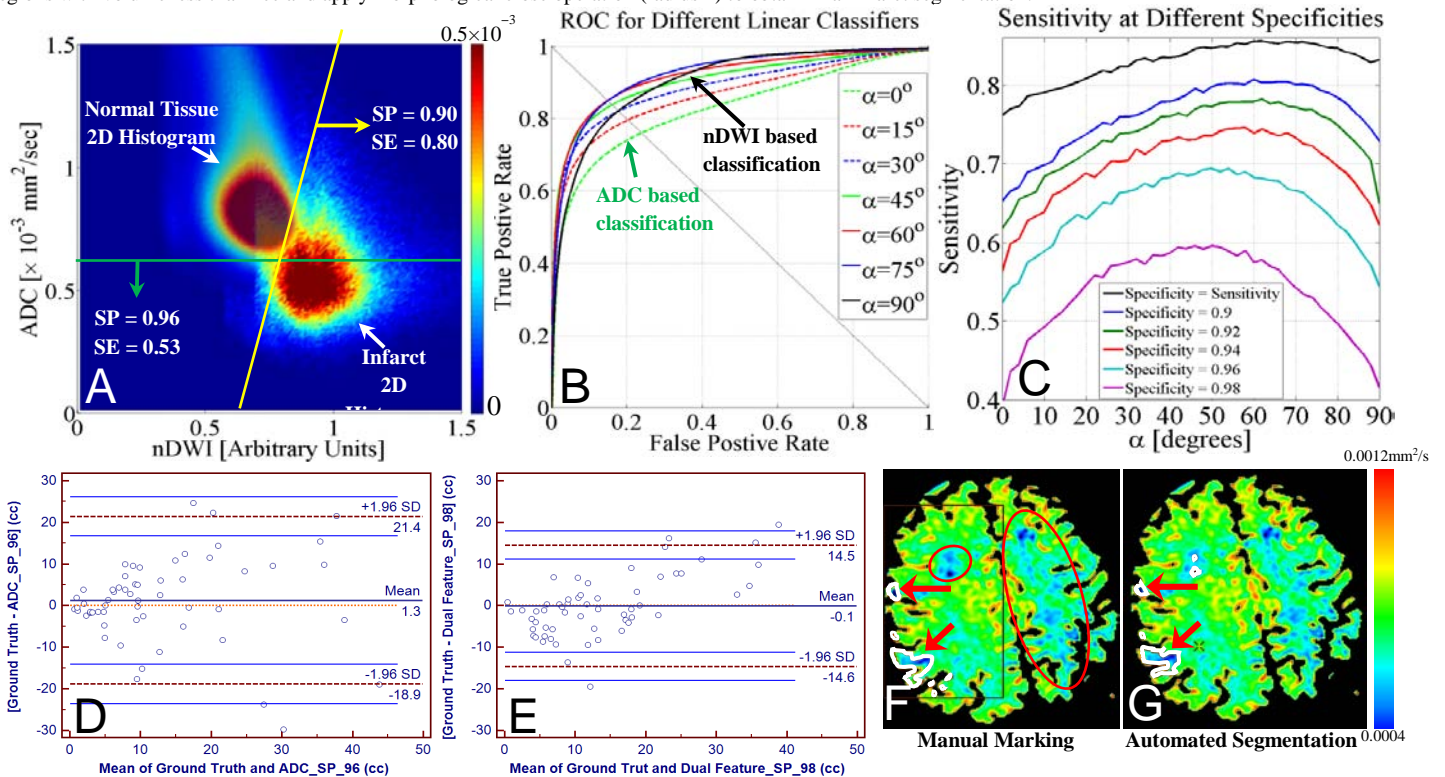 ROC for Different Linear Classifiers
Sensitivity at Different Specificities
0.5×10⁻³
1.5
1
0.5
0
ADC [× 10⁻³ mm²/sec]
Normal Tissue
2D Histogram
SP = 0.90
SE = 0.80
SP = 0.96
SE = 0.53
Infarct
2D
A
0
0.5
1
1.5
nDWI [Arbitrary Units]
0
True Postive Rate
1
0.8
0.6
0.4
0.2
0
nDWI based
classification
ADC based
classification
α=0°
α=15°
α=30°
α=45°
α=60°
α=75°
α=90°
B
0.2
0.4
0.6
0.8
1
False Postive Rate
Sensitivity
0.8
0.7
0.6
0.5
0.4
Specificity = Sensitivity
Specificity = 0.9
Specificity = 0.92
Specificity = 0.94
Specificity = 0.96
Specificity = 0.98
C
0 10 20 30 40 50 60 70 80 90
α [degrees]
[Ground Truth - ADC_SP_96] (cc)
30
20
10
0
-10
-20
-30
+1.96 SD
21.4
Mean
1.3
-1.96 SD
-18.9
D
0 10 20 30 40 50
Mean of Ground Truth and ADC_SP_96 (cc)
[Ground Truth - Dual Feature_SP_98] (cc)
30
20
10
0
-10
-20
-30
+1.96 SD
14.5
Mean
-0.1
-1.96 SD
-14.6
E
0 10 20 30 40 50
Mean of Ground Trut and Dual Feature_SP_98 (cc)
F
Manual Marking
G
Automated Segmentation
0.0012mm²/s
0.0004